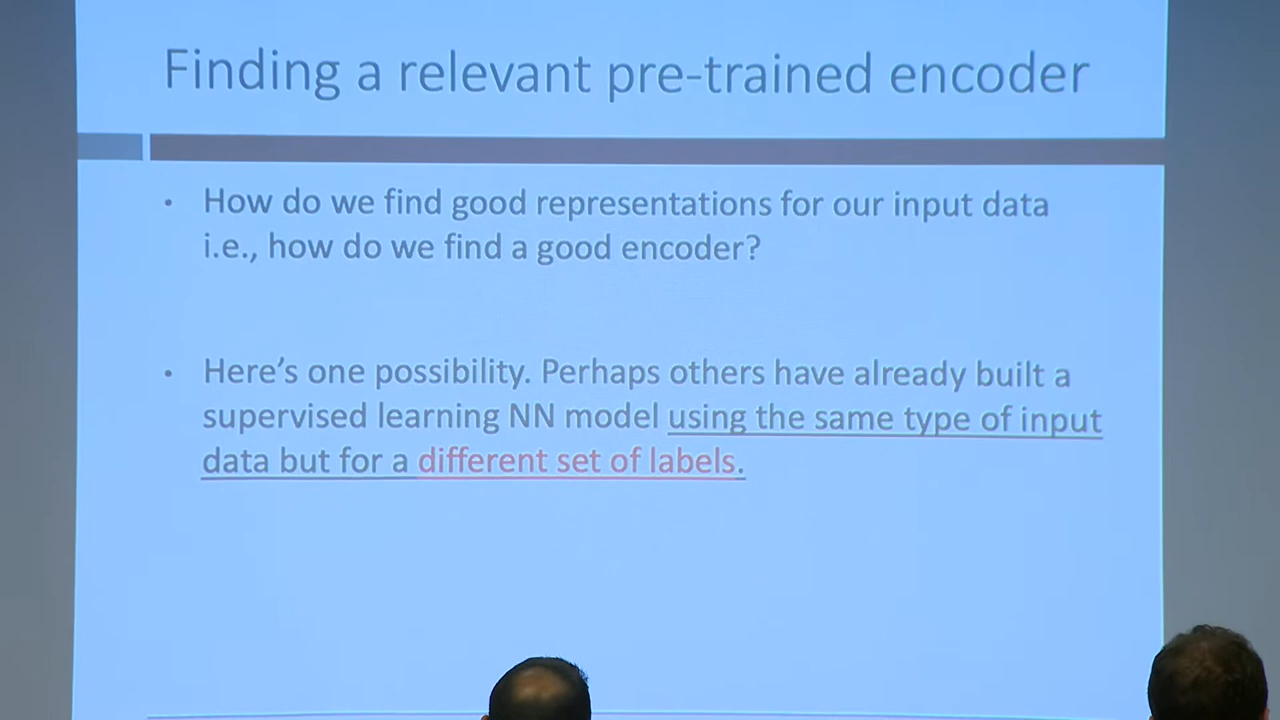 Finding a relevant pre-trained encoder
• How do we find good representations for our input data
i.e., how do we find a good encoder?
• Here's one possibility. Perhaps others have already built a
supervised learning NN model using the same type of input
data but for a different set of labels.